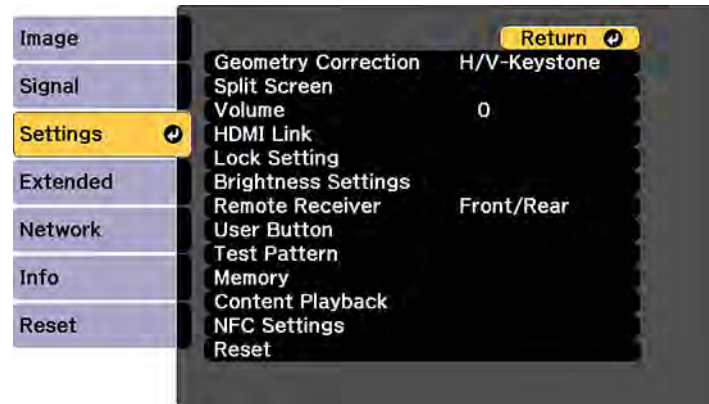 Image
Signal
Settings
Extended
Network
Info
Reset
Return
Geometry Correction H/V-Keystone
Split Screen
Volume 0
HDMI Link
Lock Setting
Brightness Settings
Remote Receiver Front/Rear
User Button
Test Pattern
Memory
Content Playback
NFC Settings
Reset